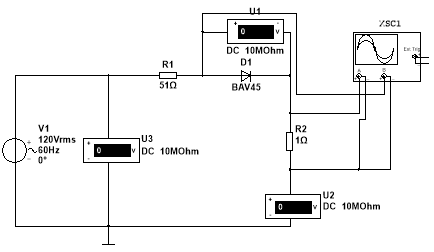 U1
XSC1
0 V
DC 10MOhm
Ext Trig
R1
D1
A B
51Ω
BAV45
V1
120Vrms
60Hz
0°
U3
0 V
DC 10MOhm
R2
1Ω
U2
0 V
DC 10MOhm